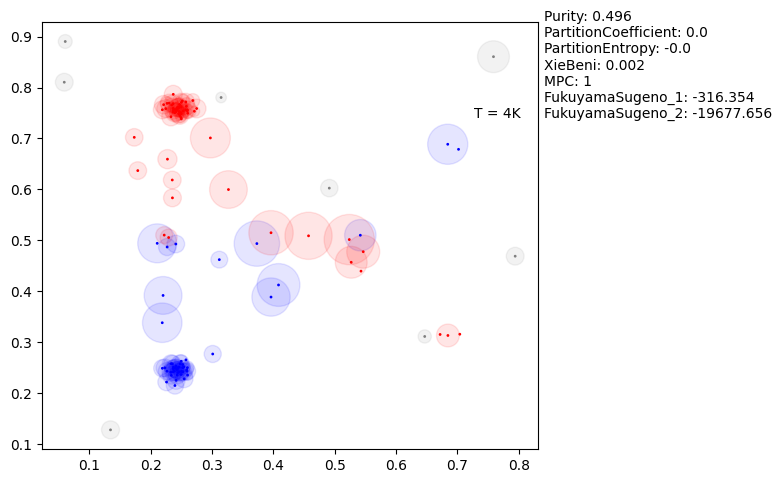 Purity: 0.496
PartitionCoefficient: 0.0
PartitionEntropy: -0.0
XieBeni: 0.002
MPC: 1
FukuyamaSugeno_1: -316.354
FukuyamaSugeno_2: -19677.656
T = 4K
0.9
0.8
0.7
0.6
0.5
0.4
0.3
0.2
0.1
0.1 0.2 0.3 0.4 0.5 0.6 0.7 0.8